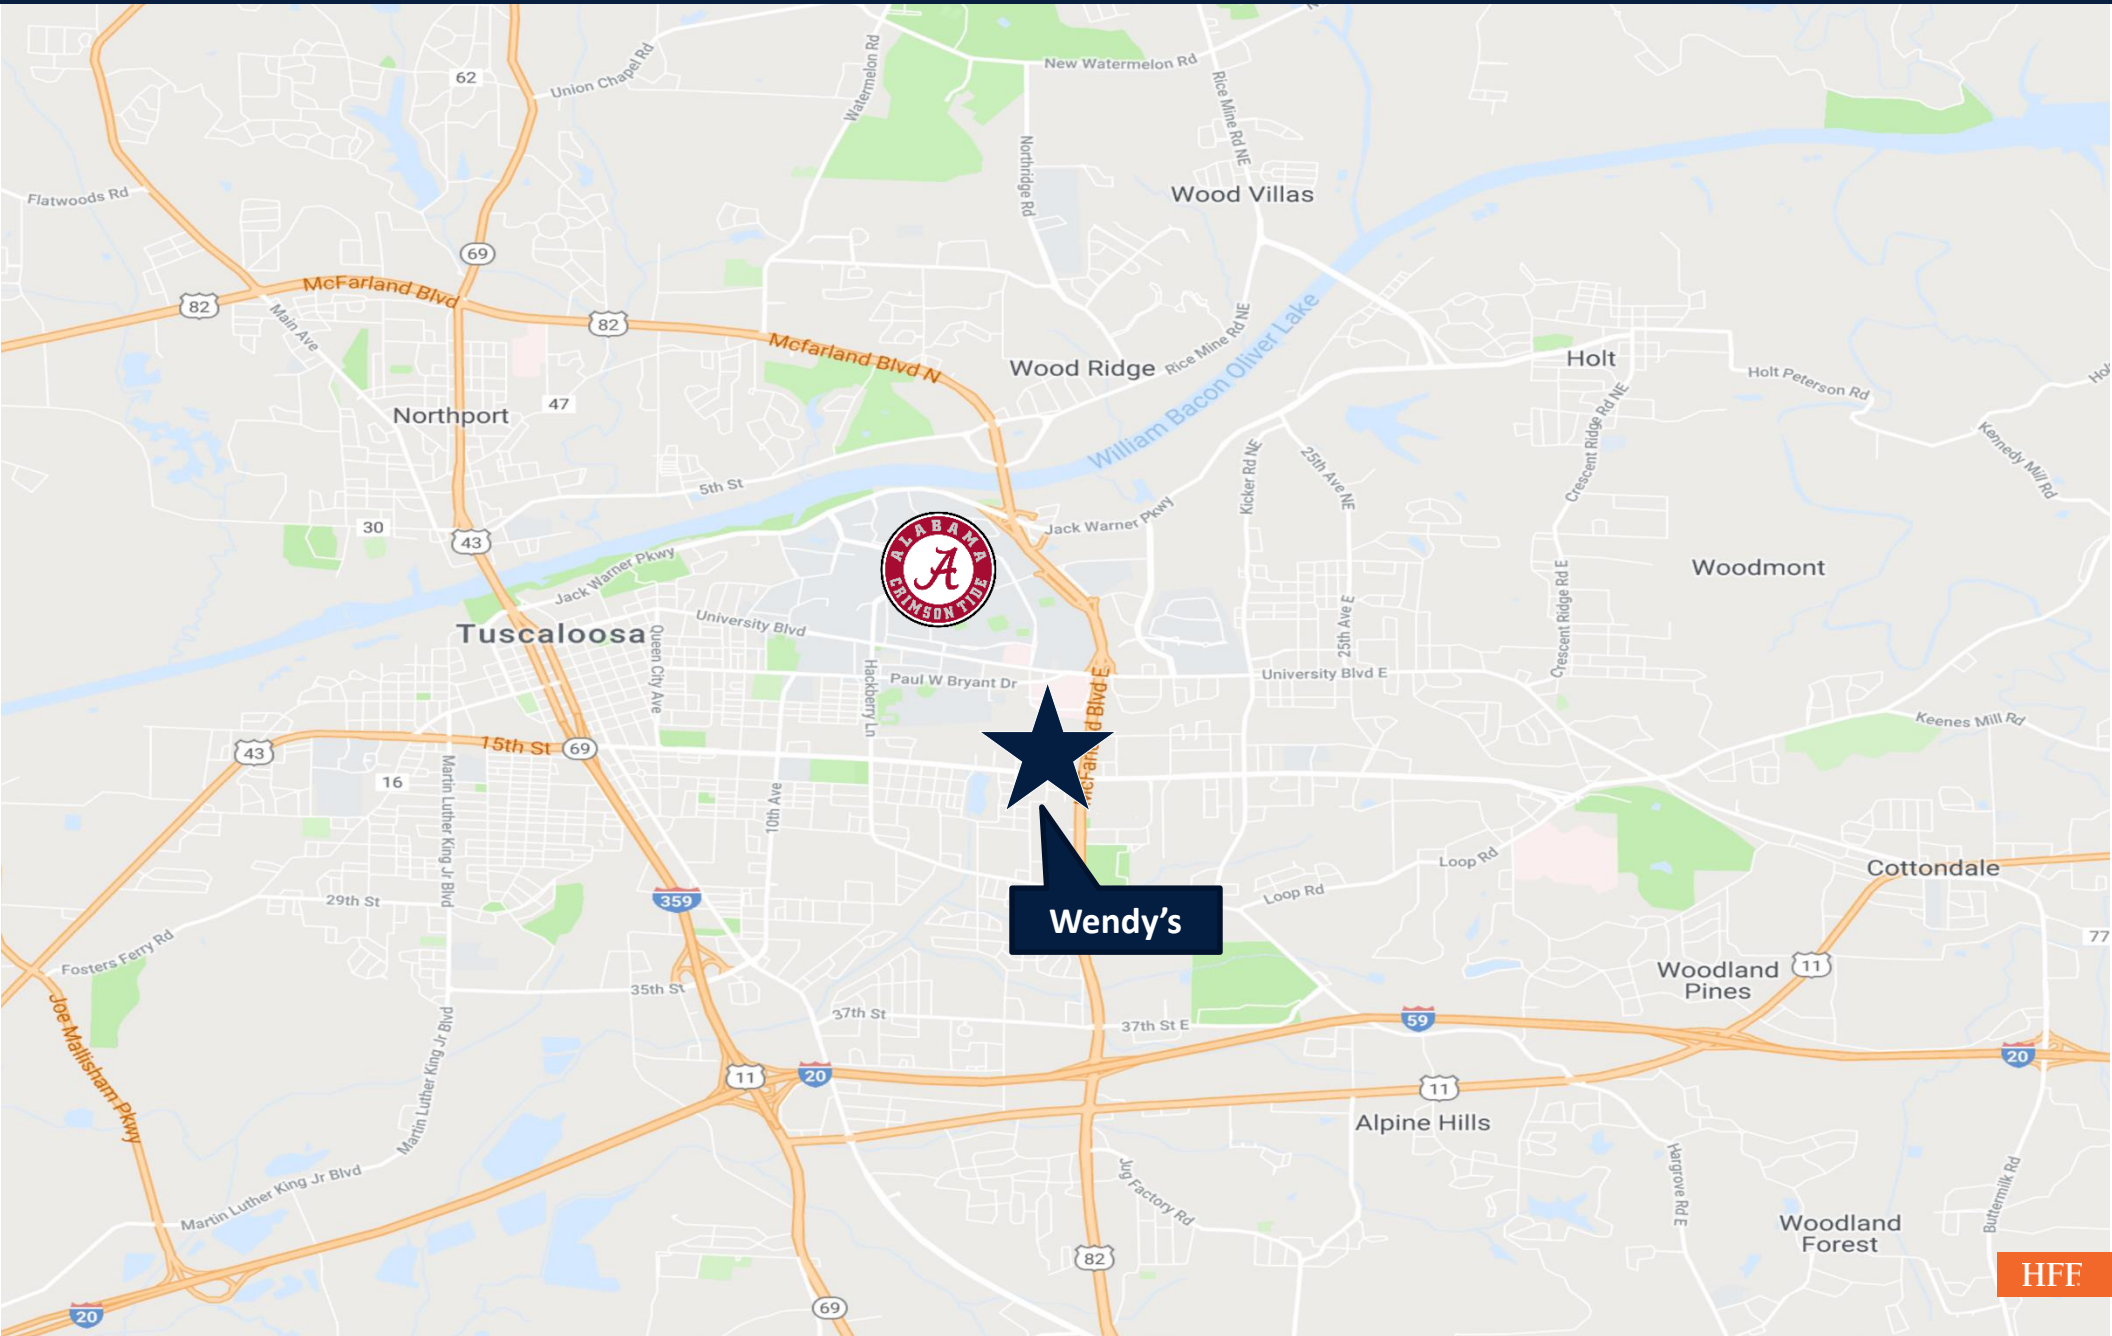 New Watermelon Rd
62
Union Chapel Rd
Watermelon Rd
Rice Mine Rd NE
Northridge Rd
Flatwoods Rd
Wood Villas
69
82
McFarland Blvd
Main Ave
82
Mcfarland Blvd N
Rice Mine Rd NE
William Bacon Oliver Lake
Wood Ridge
Holt
Holt Peterson Rd
Northport
47
Crescent Ridge Rd NE
Kennedy Mill Rd
Kicker Rd NE
25th Ave NE
5th St
30
43
Jack Warner Pkwy
Jack Warner Pkwy
ALABAMA
A
CRIMSON TIDE
Woodmont
Tuscaloosa
Queen City Ave
University Blvd
Hackberry Ln
Paul W Bryant Dr
25th Ave E
University Blvd E
Crescent Ridge Rd E
Keenes Mill Rd
43
15th St
69
16
Martin Luther King Jr Blvd
10th Ave
Loop Rd
Loop Rd
Cottondale
29th St
359
Wendy's
77
Fosters Ferry Rd
Joe Mallisham Pkwy
35th St
37th St
37th St E
59
Woodland
Pines
11
Martin Luther King Jr Blvd
11
20
20
11
Alpine Hills
Martin Luther King Jr Blvd
Jug Factory Rd
Hargrove Rd E
Buttermilk Rd
Woodland
Forest
82
HFF
20
69